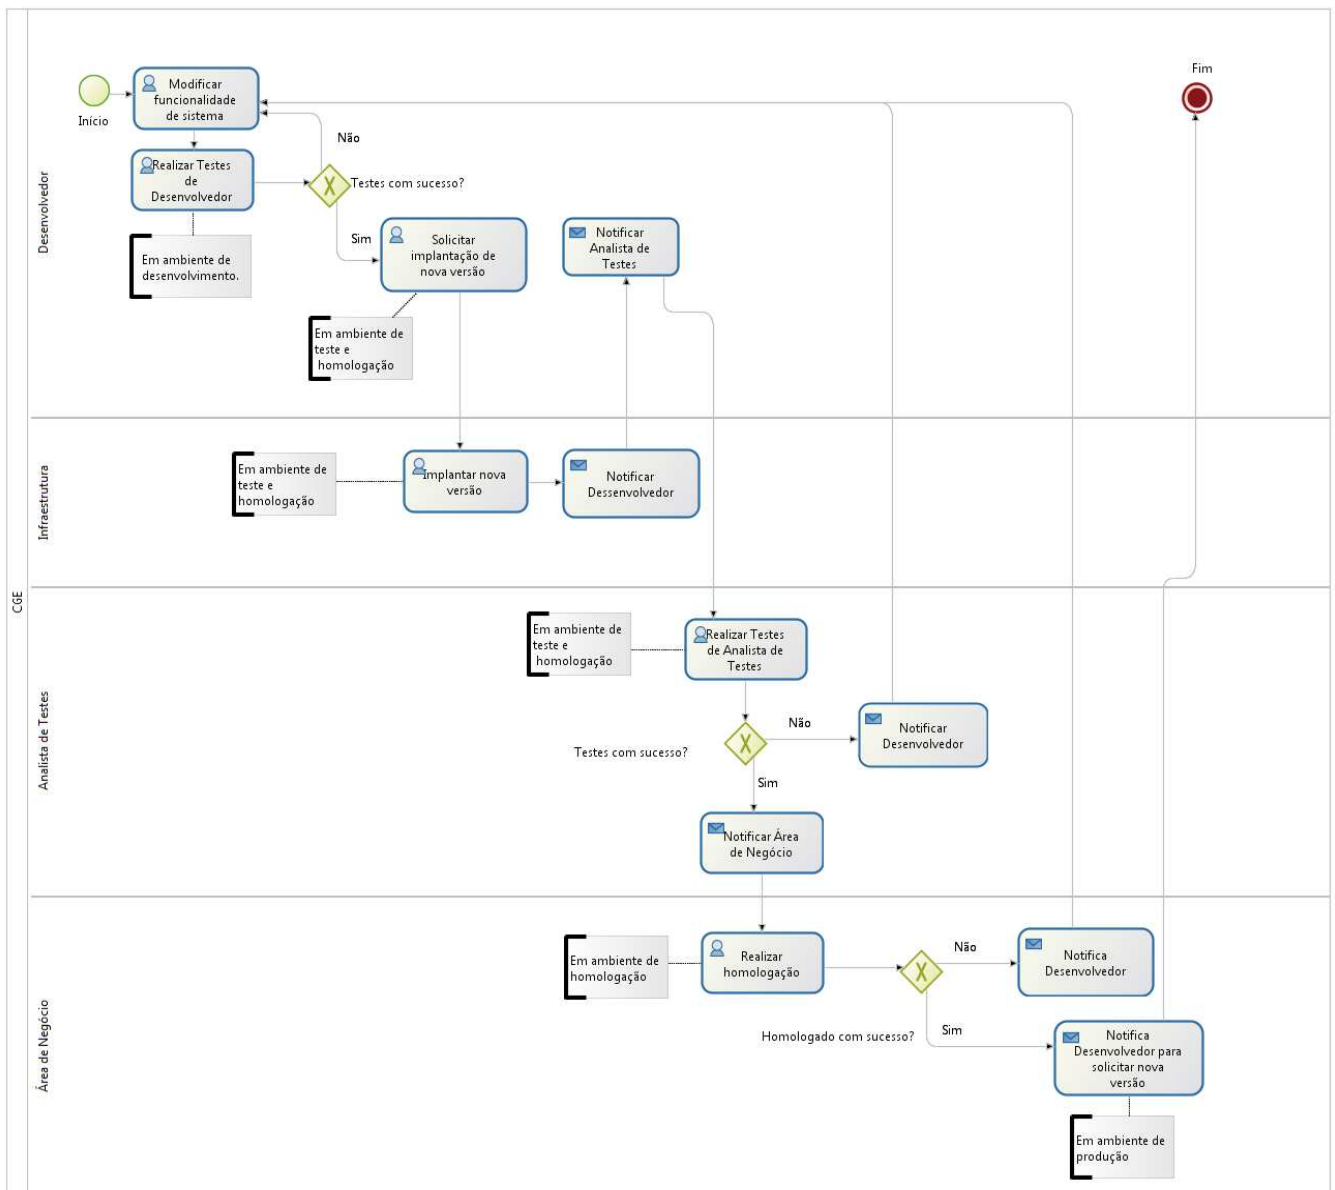 CGE
Desenvolvedor
Início
Modificar
funcionalidade
de sistema
Fim
Realizar Testes
de
Desenvolvedor
Não
Testes com sucesso?
Sim
Em ambiente de
desenvolvimento.
Solicitar
implantação de
nova versão
Notificar
Analista de
Testes
Em ambiente de
teste e
homologação
Infraestrutura
Em ambiente de
teste e
homologação
Implantar nova
versão
Notificar
Dessenvolvedor
Analista de Testes
Em ambiente de
teste e
homologação
Realizar Testes
de Analista de
Testes
Testes com sucesso?
Não
Notificar
Desenvolvedor
Sim
Notificar Área
de Negócio
Área de Negócio
Em ambiente de
homologação
Realizar
homologação
Não
Notifica
Desenvolvedor
Homologado com sucesso?
Sim
Notifica
Desenvolvedor para
solicitar nova
versão
Em ambiente de
produção